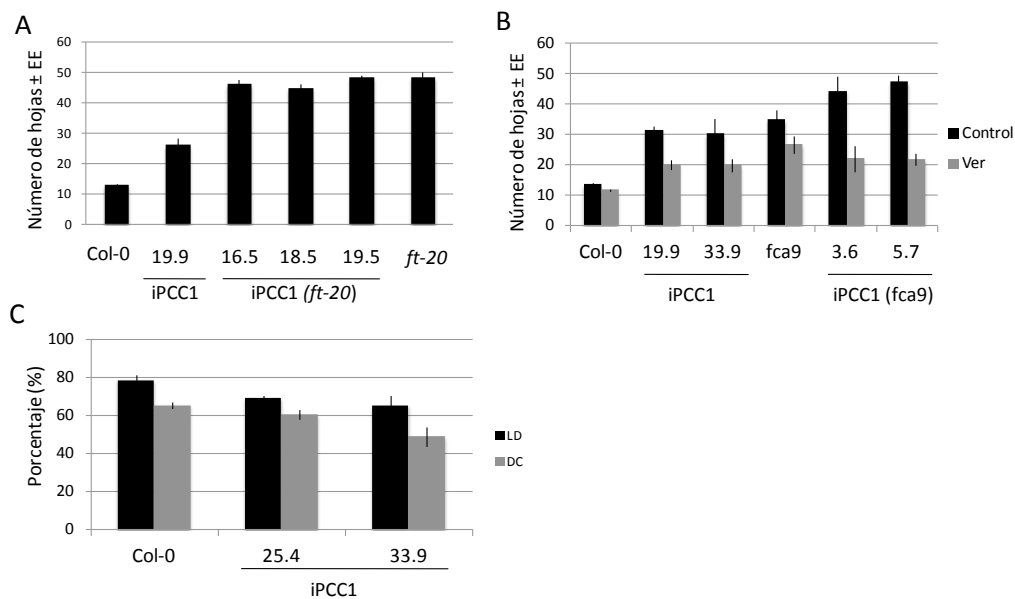 A
Número de hojas ± EE
60
50
40
30
20
10
0
Col-0
19.9
16.5
18.5
19.5
ft-20
iPCC1
iPCC1 (ft-20)
B
Número de hojas ± EE
60
50
40
30
20
10
0
Control
Ver
Col-0
19.9
33.9
fca9
3.6
5.7
iPCC1
iPCC1 (fca9)
C
Porcentaje (%)
100
80
60
40
20
0
LD
DC
Col-0
25.4
33.9
iPCC1